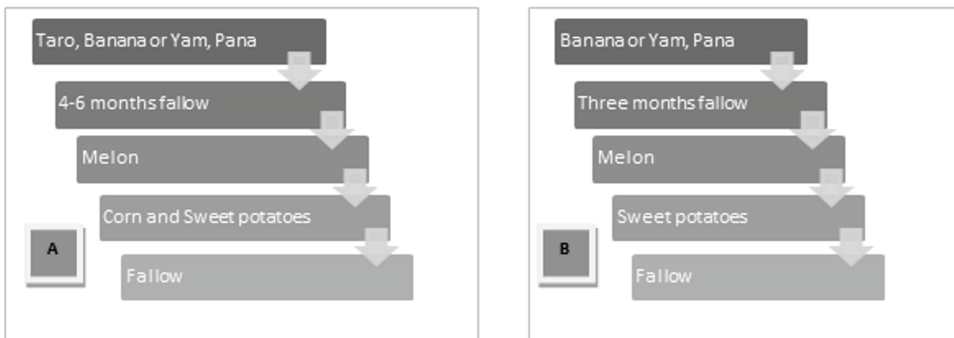 Taro, Banana or Yam, Pana
4-6 months fallow
Melon
Corn and Sweet potatoes
A
Fallow
Banana or Yam, Pana
Three months fallow
Melon
Sweet potatoes
B
Fallow